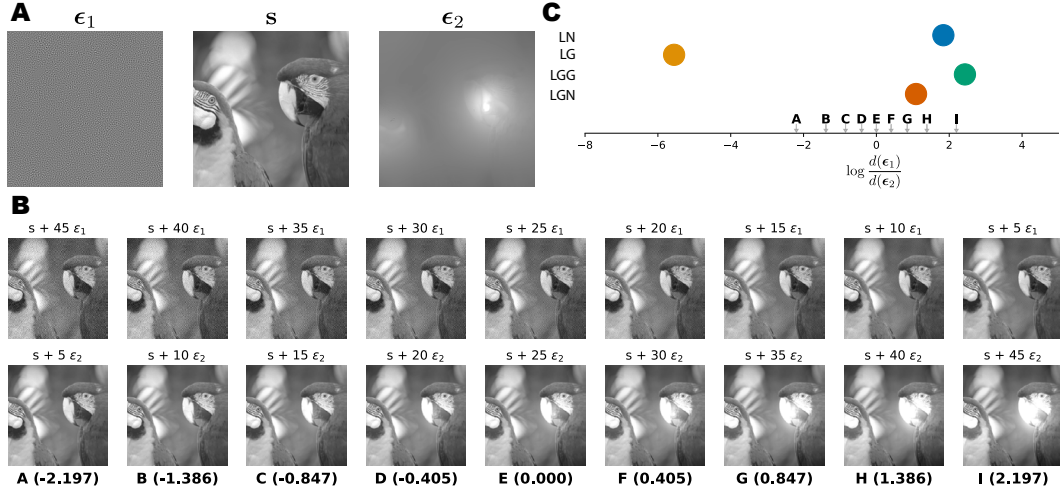 A
ϵ₁
s
ϵ₂
C
LN
LG
LGG
LGN
A B C D E F G H I
−8 −6 −4 −2 0 2 4
log d(ϵ₁)/d(ϵ₂)
B
s + 45 ε₁ s + 40 ε₁ s + 35 ε₁ s + 30 ε₁ s + 25 ε₁ s + 20 ε₁ s + 15 ε₁ s + 10 ε₁ s + 5 ε₁
s + 5 ε₂ s + 10 ε₂ s + 15 ε₂ s + 20 ε₂ s + 25 ε₂ s + 30 ε₂ s + 35 ε₂ s + 40 ε₂ s + 45 ε₂
A (-2.197) B (-1.386) C (-0.847) D (-0.405) E (0.000) F (0.405) G (0.847) H (1.386) I (2.197)